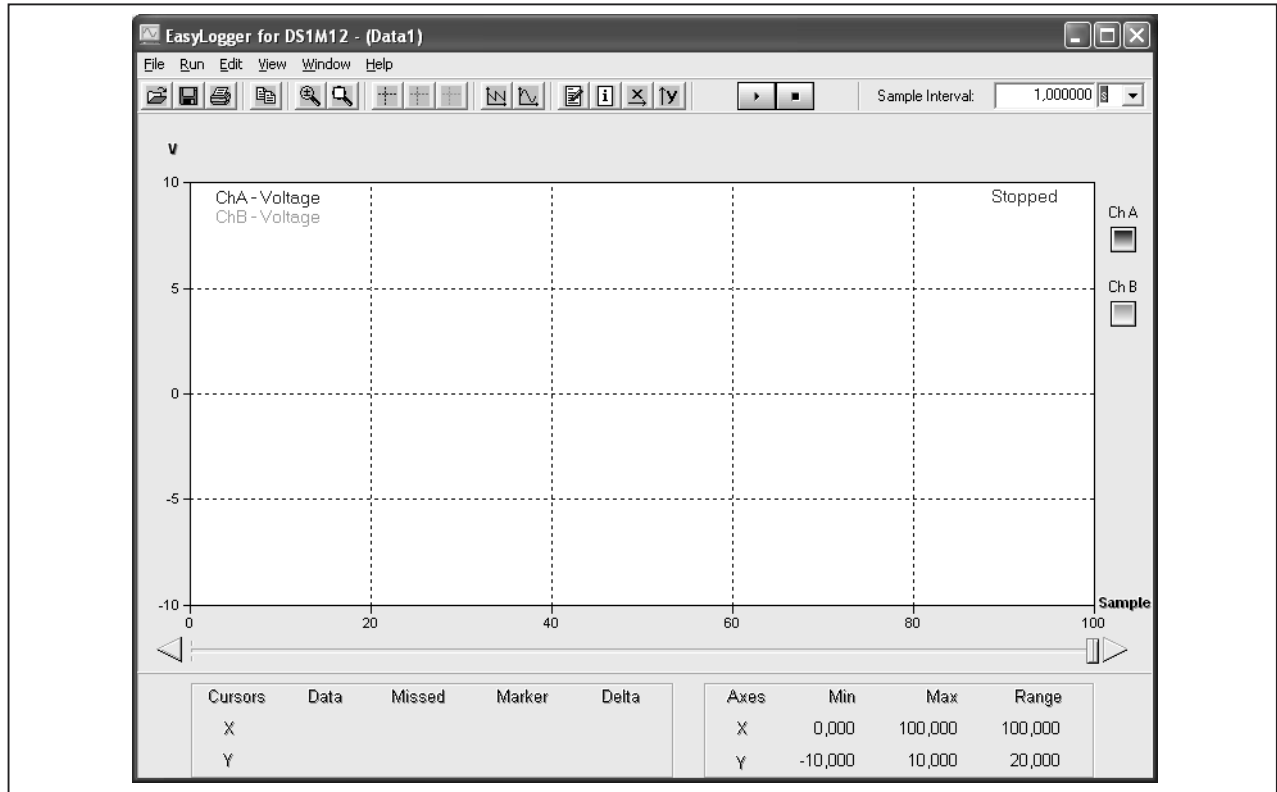 EasyLogger for DS1M12 - (Data1)
File Run Edit View Window Help
Sample Interval: 1,000000 s
V
10
ChA - Voltage
ChB - Voltage
Stopped
Ch A
Ch B
5
0
-5
-10
Sample
0 20 40 60 80 100
Cursors Data Missed Marker Delta
X
Y
Axes Min Max Range
X 0,000 100,000 100,000
Y -10,000 10,000 20,000